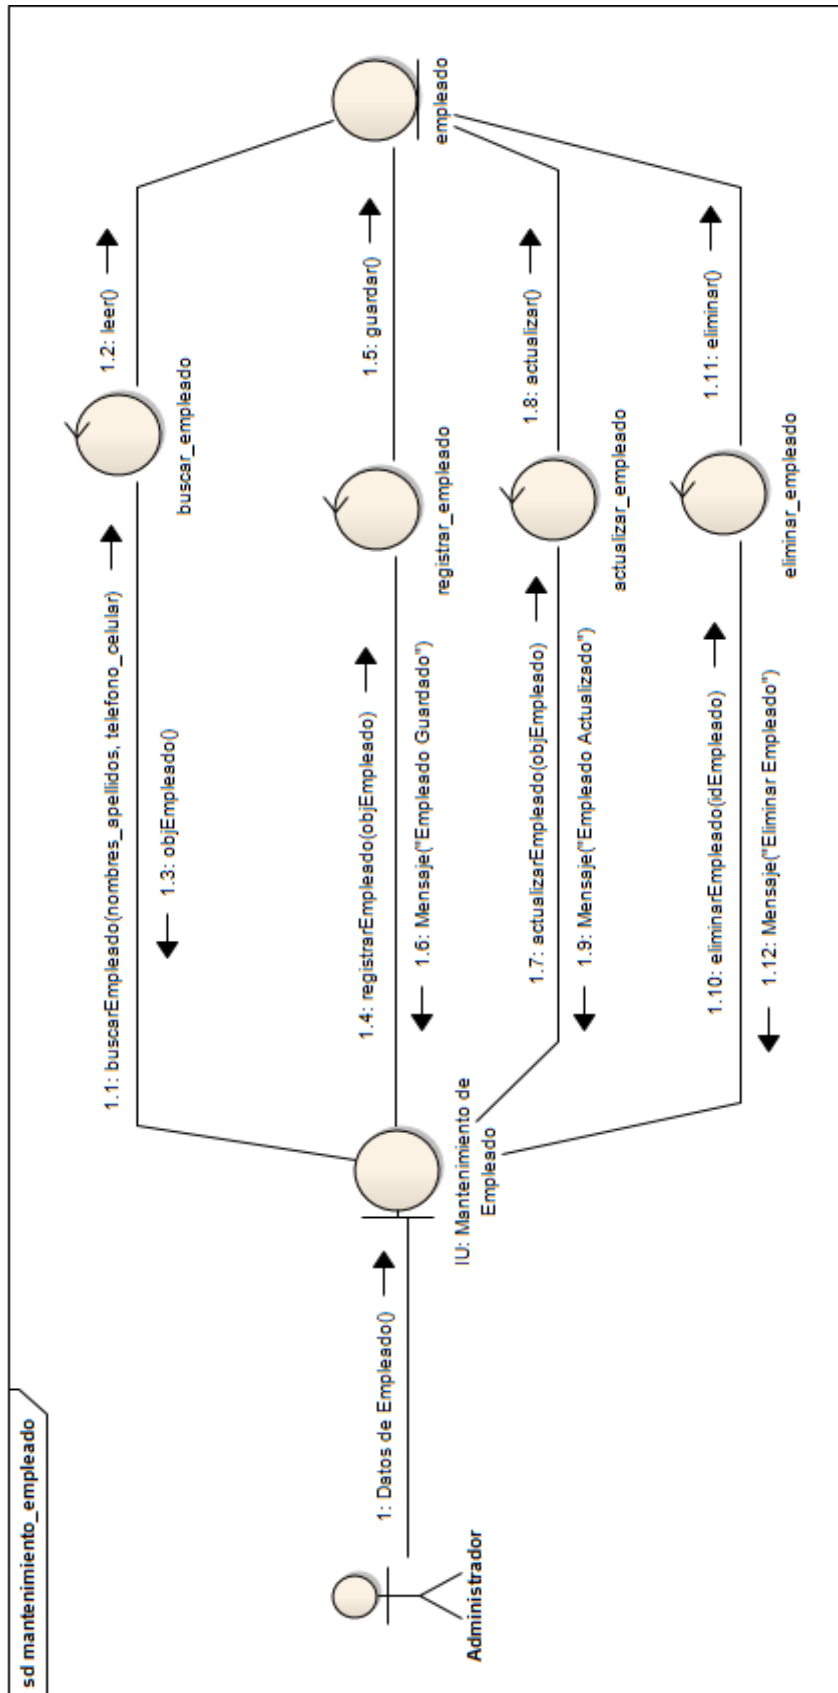 sd mantenimiento_empleado
Administrador
1: Datos de Empleado()
IU: Mantenimiento de
Empleado
1.1: buscarEmpleado(nombres_apellidos, telefono_celular)
1.3: objEmpleado()
buscar_empleado
1.2: leer()
1.4: registrarEmpleado(objEmpleado)
1.6: Mensaje("Empleado Guardado")
registrar_empleado
1.5: guardar()
1.7: actualizarEmpleado(objEmpleado)
1.9: Mensaje("Empleado Actualizado")
actualizar_empleado
1.8: actualizar()
1.10: eliminarEmpleado(idEmpleado)
1.12: Mensaje("Eliminar Empleado")
eliminar_empleado
1.11: eliminar()
empleado